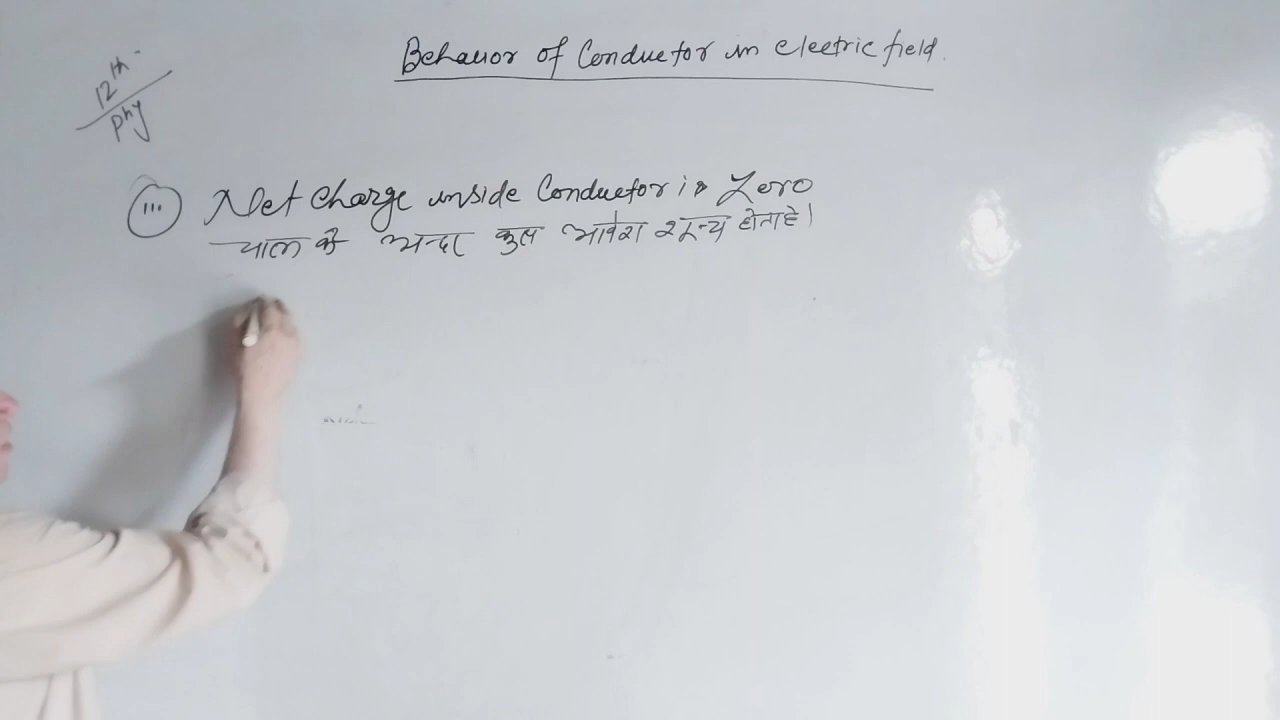 Behavior of Conductor in electric field.
12th
phy
(iii) Net charge inside Conductor is Zero
चालक के अन्दर कुल आवेश शून्य होता है।